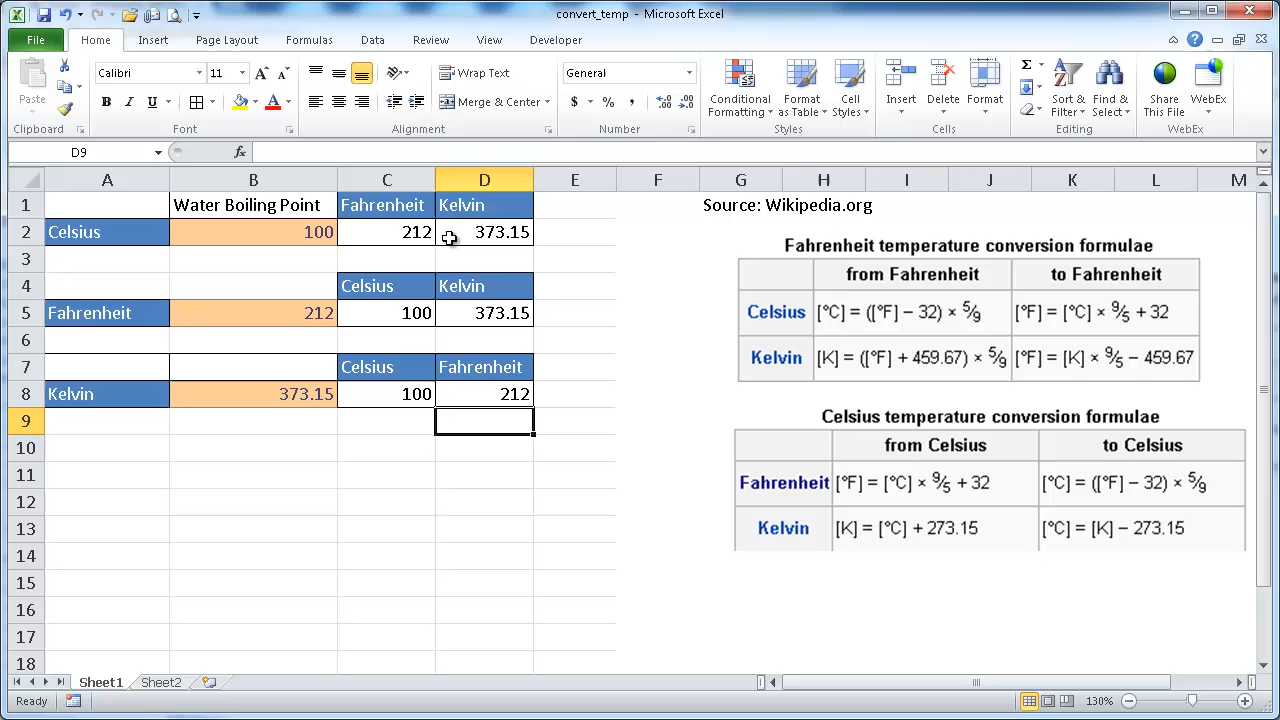 convert_temp - Microsoft Excel
File Home Insert Page Layout Formulas Data Review View Developer
Paste Calibri 11 A A Wrap Text General Conditional Formatting Format as Table Cell Styles Insert Delete Format Σ Sort & Filter Find & Select Share This File WebEx
B I U A Merge & Center $ % ,
Clipboard Font Alignment Number Styles Cells Editing WebEx
D9 fx
A B C D E F G H I J K L M
1 Water Boiling Point Fahrenheit Kelvin Source: Wikipedia.org
2 Celsius 100 212 373.15
3
4 Celsius Kelvin
5 Fahrenheit 212 100 373.15
6
7 Celsius Fahrenheit
8 Kelvin 373.15 100 212
9
10
11
12
13
14
15
16
17
18
Fahrenheit temperature conversion formulae
from Fahrenheit to Fahrenheit
Celsius [°C] = ([°F] − 32) × 5⁄9 [°F] = [°C] × 9⁄5 + 32
Kelvin [K] = ([°F] + 459.67) × 5⁄9 [°F] = [K] × 9⁄5 − 459.67
Celsius temperature conversion formulae
from Celsius to Celsius
Fahrenheit [°F] = [°C] × 9⁄5 + 32 [°C] = ([°F] − 32) × 5⁄9
Kelvin [K] = [°C] + 273.15 [°C] = [K] − 273.15
Sheet1 Sheet2
Ready 130%